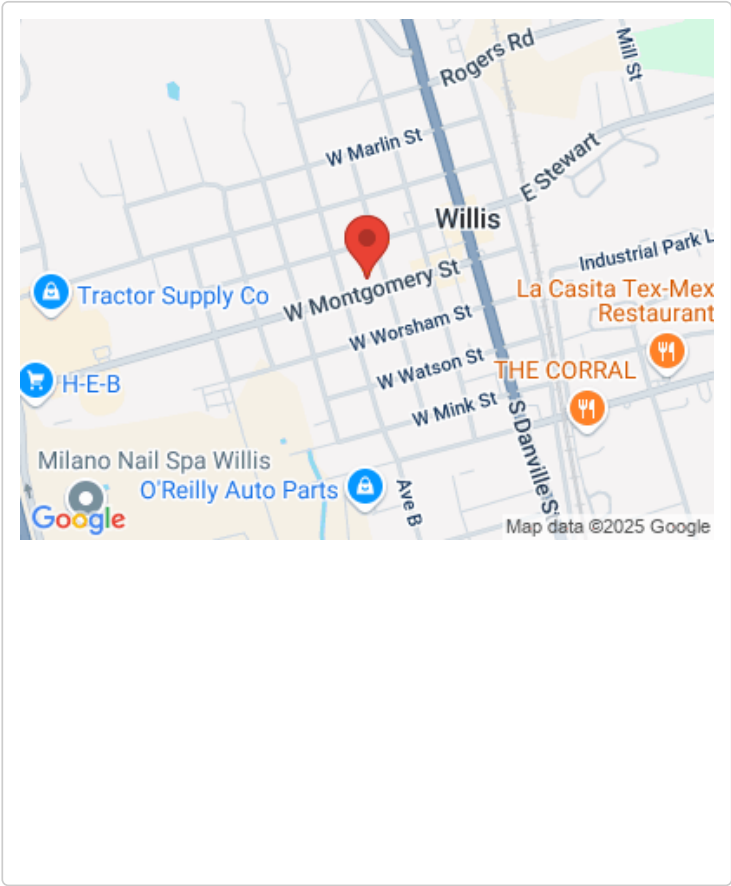 Rogers Rd
Mill St
W Marlin St
E Stewart
Willis
Industrial Park L
W Montgomery St
Tractor Supply Co
La Casita Tex-Mex
Restaurant
W Worsham St
W Watson St
THE CORRAL
H-E-B
W Mink St
S Danville St
Milano Nail Spa Willis
O'Reilly Auto Parts
Ave B
Google
Map data ©2025 Google